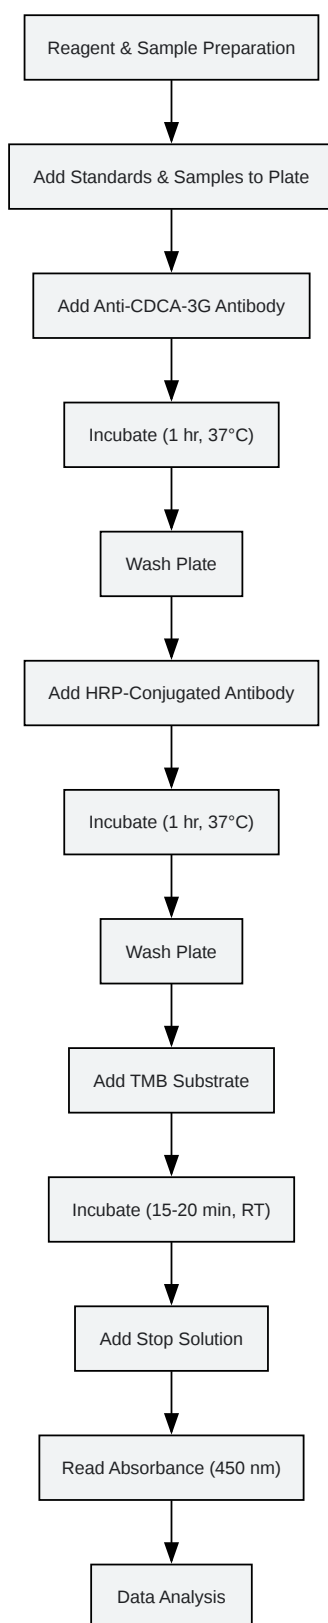 Reagent & Sample Preparation
Add Standards & Samples to Plate
Add Anti-CDCA-3G Antibody
Incubate (1 hr, 37°C)
Wash Plate
Add HRP-Conjugated Antibody
Incubate (1 hr, 37°C)
Wash Plate
Add TMB Substrate
Incubate (15-20 min, RT)
Add Stop Solution
Read Absorbance (450 nm)
Data Analysis